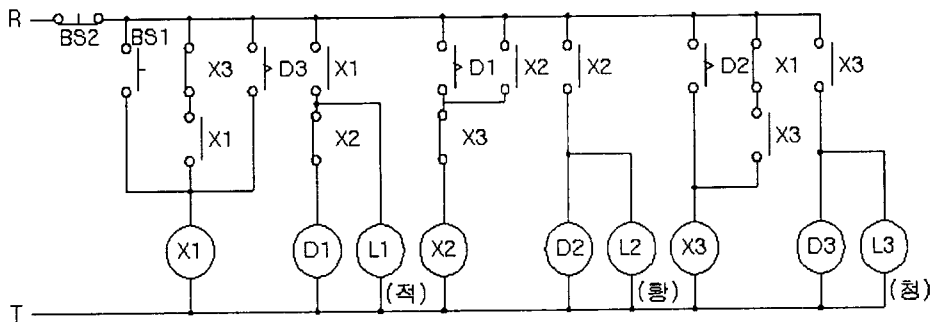 R
BS2
BS1
X3
D3
X1
D1
X2
X2
D2
X1
X3
X1
X2
X3
X3
X1
D1
L1
X2
D2
L2
X3
D3
L3
(적)
(황)
(청)
T